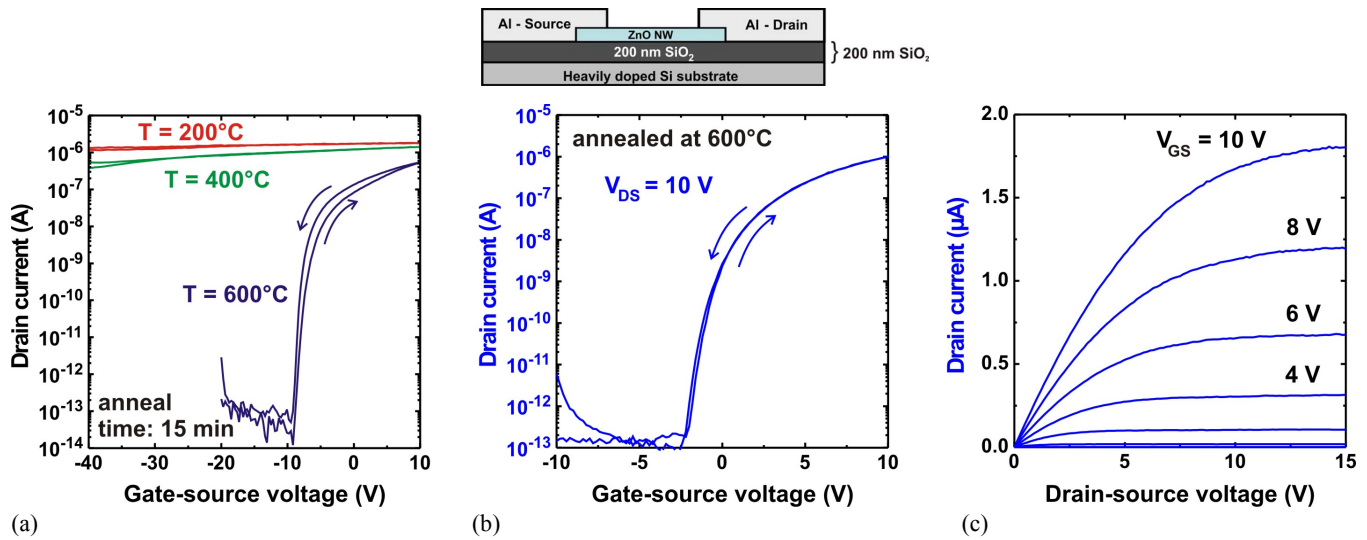 Al - Source
Al - Drain
ZnO NW
200 nm SiO₂
} 200 nm SiO₂
Heavily doped Si substrate
Drain current (A)
10⁻⁵
10⁻⁶
10⁻⁷
10⁻⁸
10⁻⁹
10⁻¹⁰
10⁻¹¹
10⁻¹²
10⁻¹³
10⁻¹⁴
T = 200°C
T = 400°C
T = 600°C
anneal
time: 15 min
-40 -30 -20 -10 0 10
Gate-source voltage (V)
(a)
Drain current (A)
10⁻⁵
10⁻⁶
10⁻⁷
10⁻⁸
10⁻⁹
10⁻¹⁰
10⁻¹¹
10⁻¹²
10⁻¹³
annealed at 600°C
V_DS = 10 V
-10 -5 0 5 10
Gate-source voltage (V)
(b)
Drain current (µA)
2.0
1.5
1.0
0.5
0.0
V_GS = 10 V
8 V
6 V
4 V
0 5 10 15
Drain-source voltage (V)
(c)